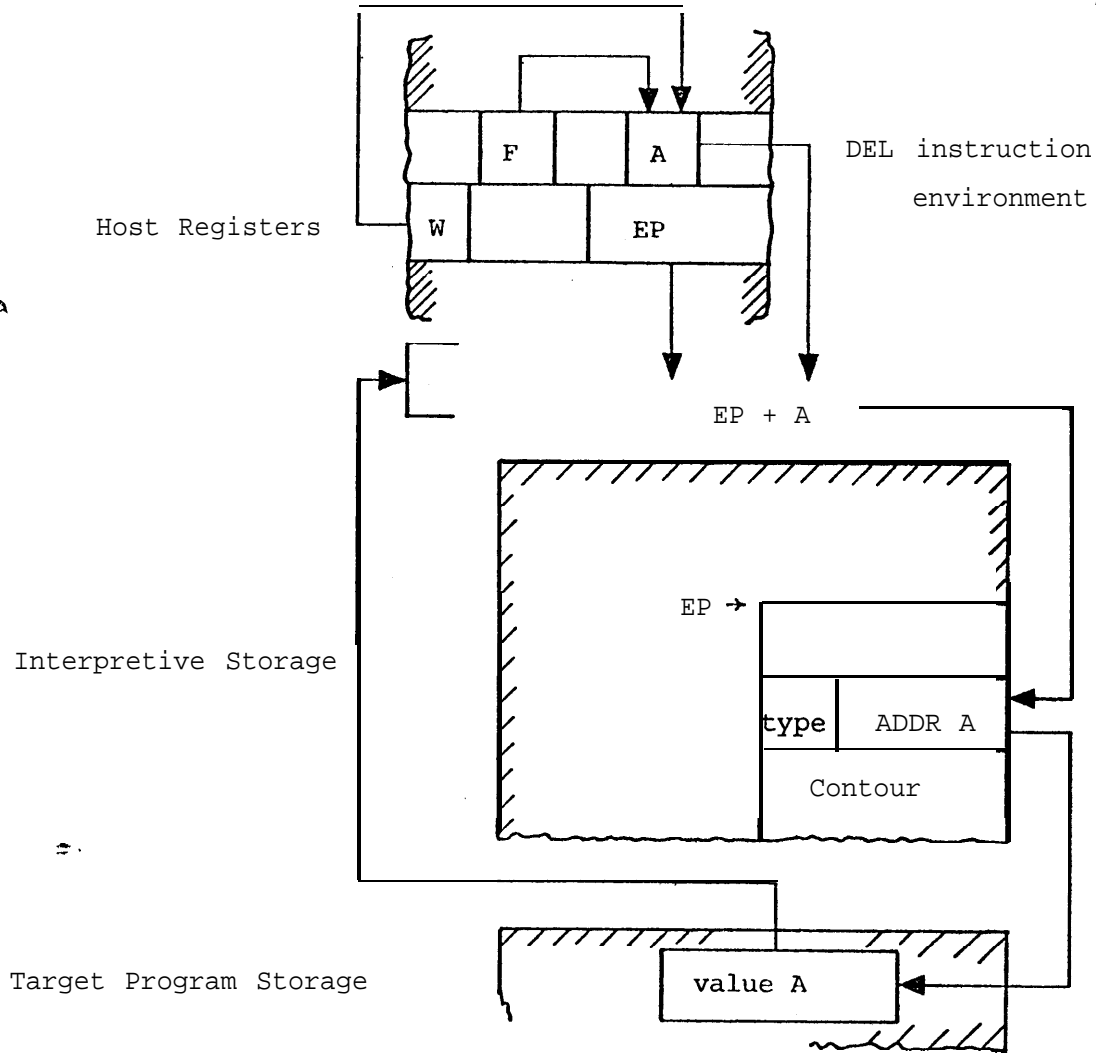 F
A
DEL instruction
environment
Host Registers
W
EP
EP + A
EP →
Interpretive Storage
type
ADDR A
Contour
Target Program Storage
value A